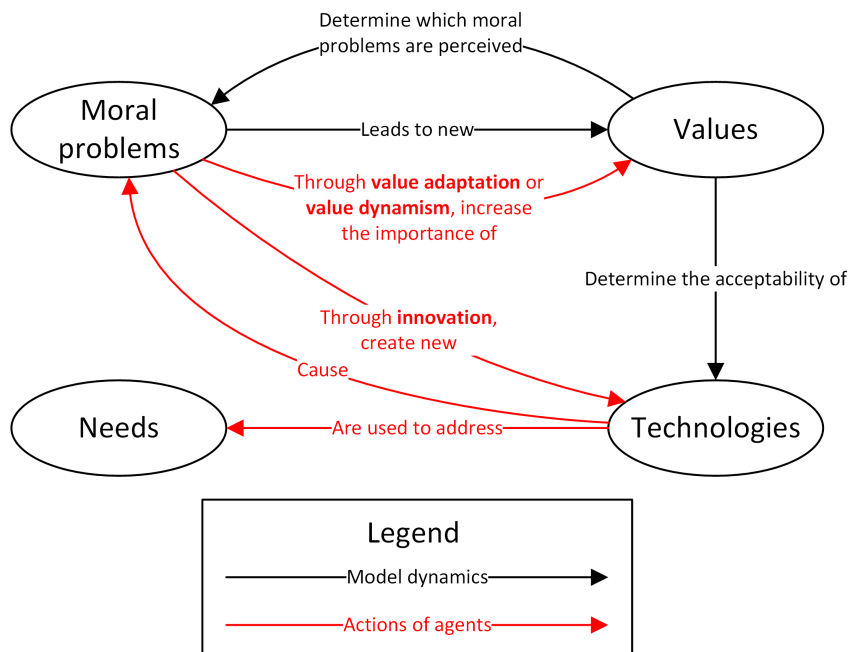 Determine which moral
problems are perceived
Moral
problems
Leads to new
Values
Through value adaptation or
value dynamism, increase
the importance of
Determine the acceptability of
Through innovation,
create new
Cause
Needs
Are used to address
Technologies
Legend
Model dynamics
Actions of agents